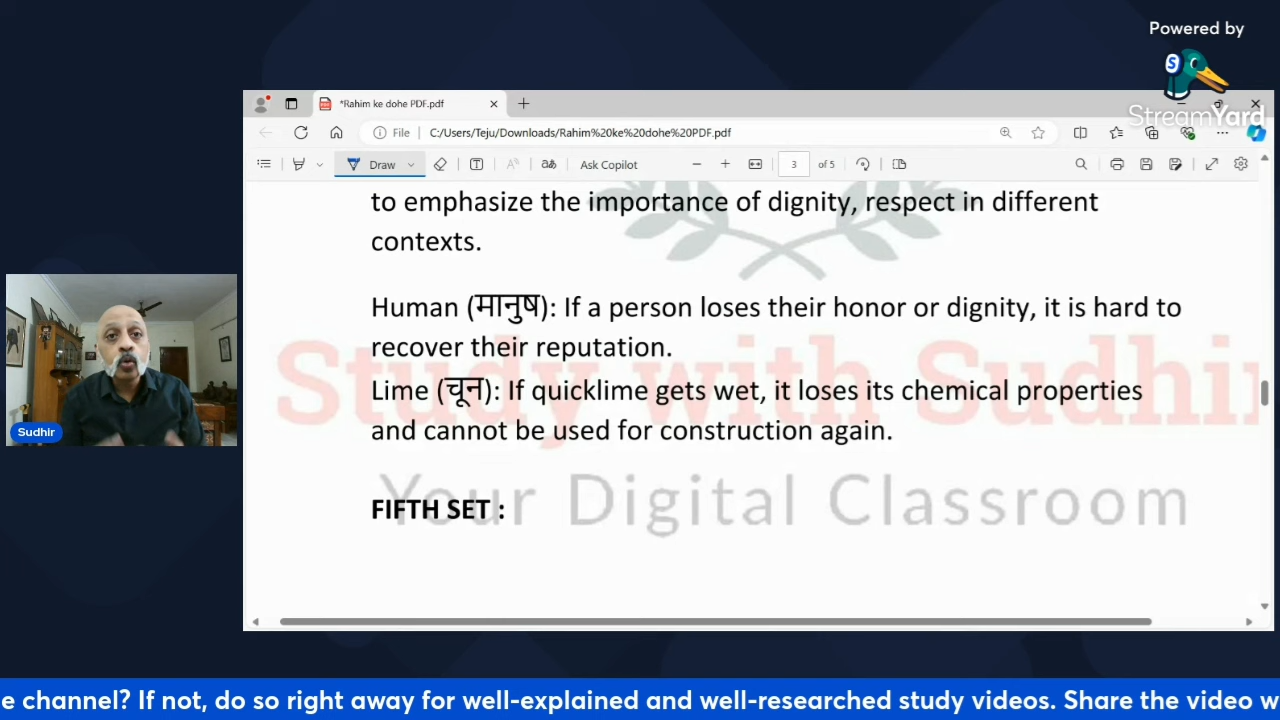 Powered by
StreamYard
*Rahim ke dohe PDF.pdf
File C:/Users/Teju/Downloads/Rahim%20ke%20dohe%20PDF.pdf
Draw
Ask Copilot
3 of 5
to emphasize the importance of dignity, respect in different
contexts.
Human (मानुष): If a person loses their honor or dignity, it is hard to
recover their reputation.
Study with Sudhir
Lime (चून): If quicklime gets wet, it loses its chemical properties
and cannot be used for construction again.
Your Digital Classroom
FIFTH SET :
Sudhir
e channel? If not, do so right away for well-explained and well-researched study videos. Share the video w